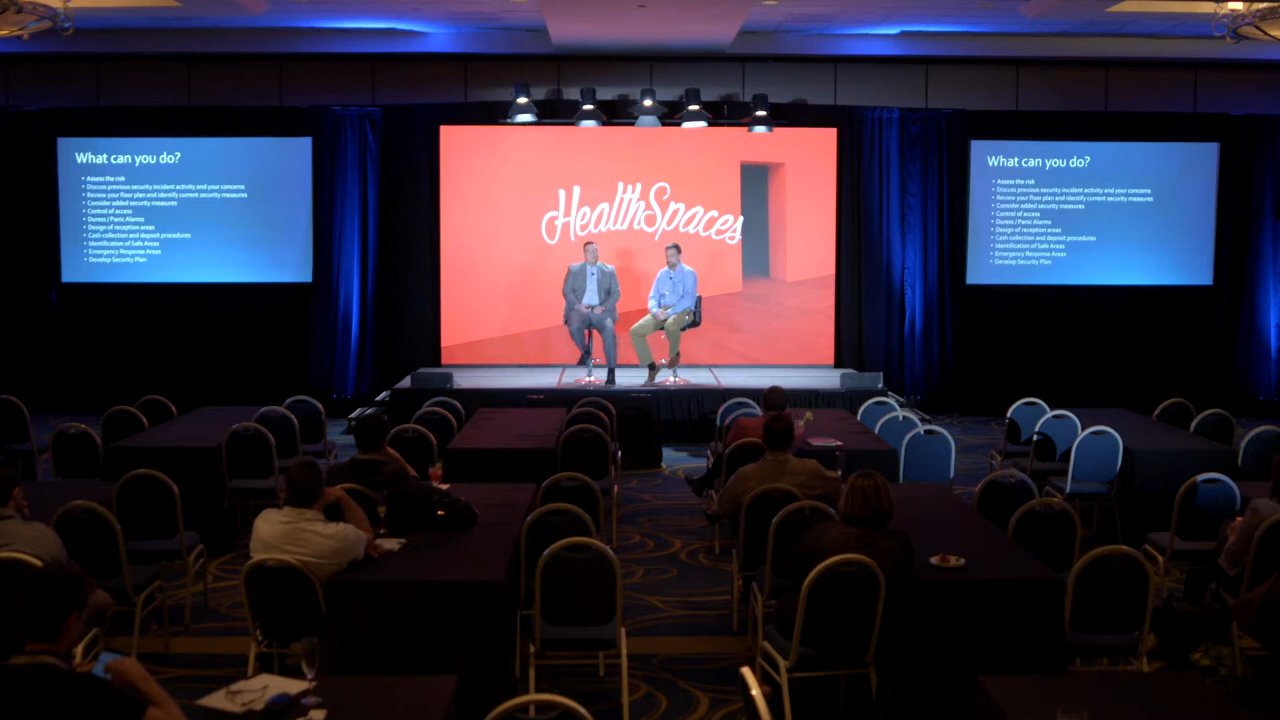 What can you do?
• Assess the risk
• Discuss previous security incident activity and your concerns
• Review your floor plan and identify current security measures
• Consider added security measures
• Control of access
• Duress / Panic Alarms
• Design of reception areas
• Cash collection and deposit procedures
• Identification of Safe Areas
• Emergency Response Areas
• Develop Security Plan
HealthSpaces
What can you do?
• Assess the risk
• Discuss previous security incident activity and your concerns
• Review your floor plan and identify current security measures
• Consider added security measures
• Control of access
• Duress / Panic Alarms
• Design of reception areas
• Cash collection and deposit procedures
• Identification of Safe Areas
• Emergency Response Areas
• Develop Security Plan